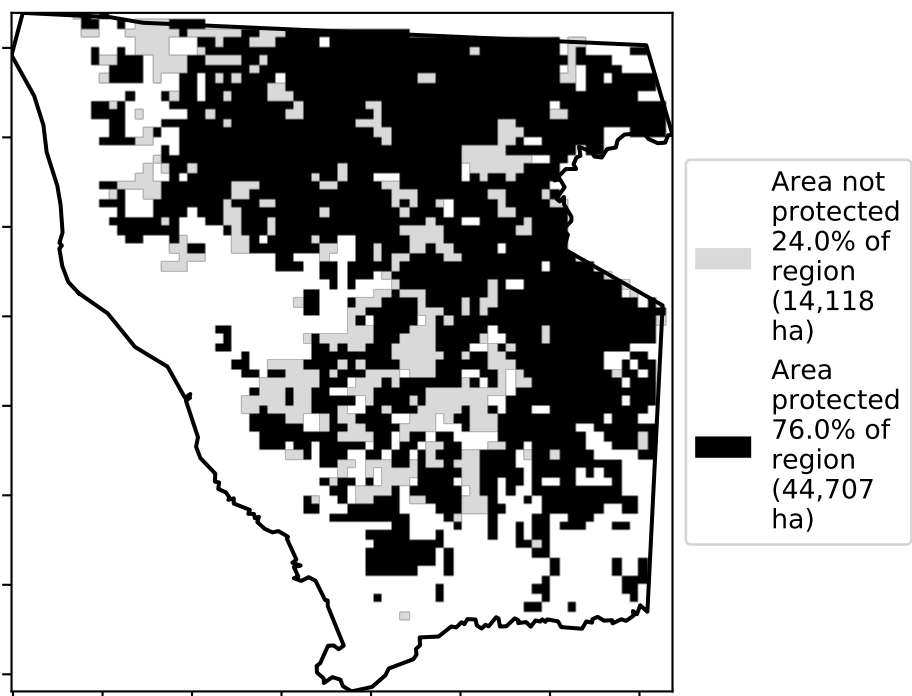 Area not
protected
24.0% of
region
(14,118
ha)
Area
protected
76.0% of
region
(44,707
ha)